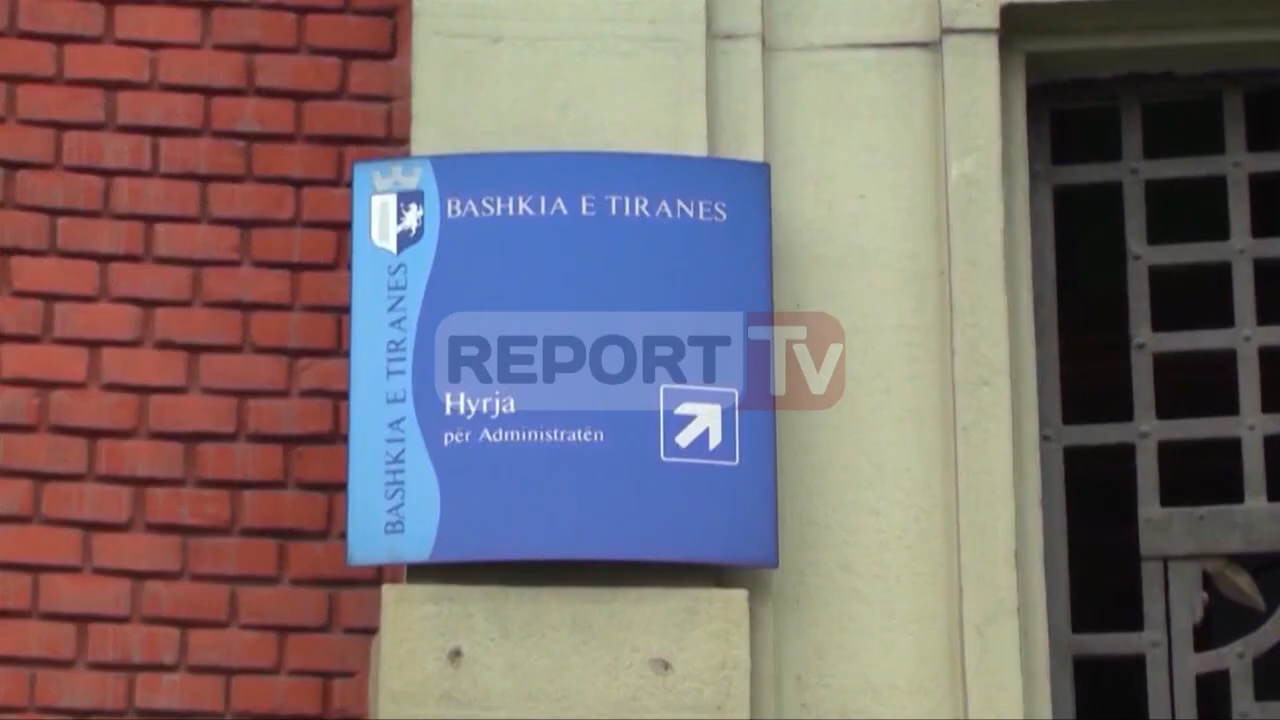 BASHKIA E TIRANES
BASHKIA E TIRANES
REPORT Tv
Hyrja
për Administratën